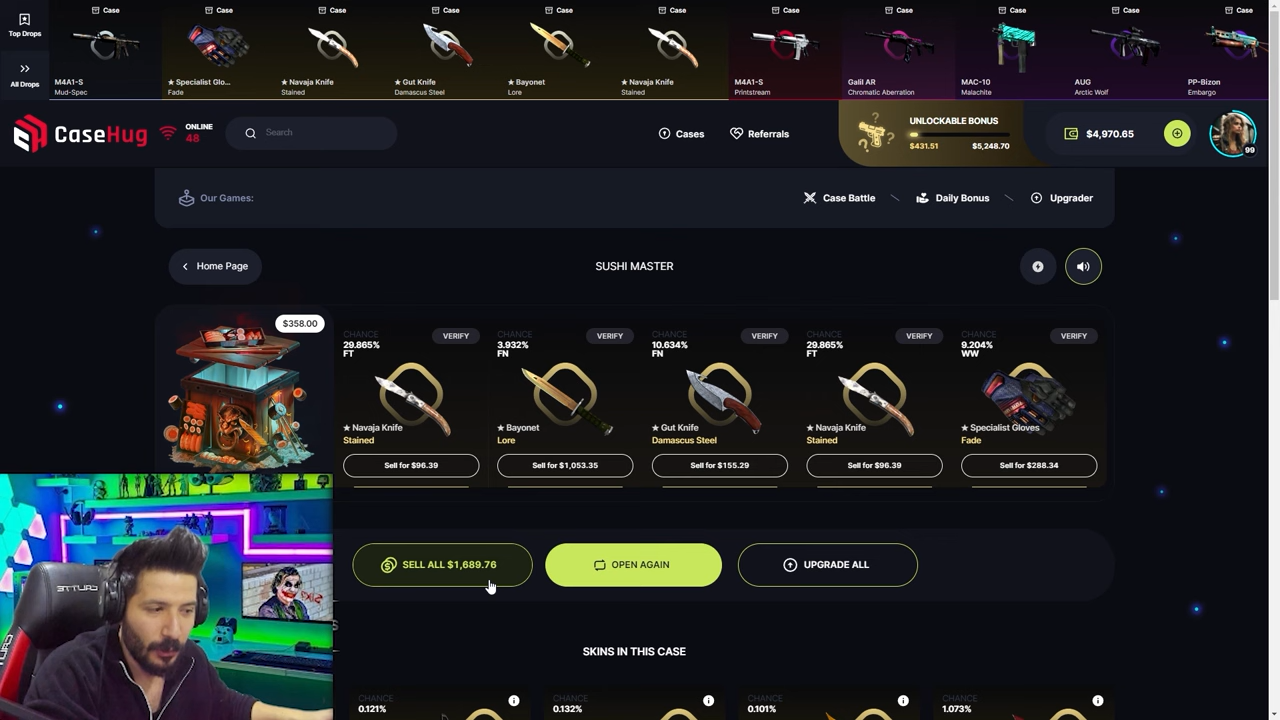 Top Drops
All Drops
Case
M4A1-S
Mud-Spec
Case
★ Specialist Glo...
Fade
Case
★ Navaja Knife
Stained
Case
★ Gut Knife
Damascus Steel
Case
★ Bayonet
Lore
Case
★ Navaja Knife
Stained
Case
M4A1-S
Printstream
Case
Galil AR
Chromatic Aberration
Case
MAC-10
Malachite
Case
AUG
Arctic Wolf
Case
PP-Bizon
Embargo
CaseHug
ONLINE
48
Search
Cases
Referrals
UNLOCKABLE BONUS
$431.51 $5,248.70
$4,970.65
99
Our Games:
Case Battle
Daily Bonus
Upgrader
Home Page
SUSHI MASTER
$358.00
CHANCE
29.865%
FT
VERIFY
★ Navaja Knife
Stained
Sell for $96.39
CHANCE
3.932%
FN
VERIFY
★ Bayonet
Lore
Sell for $1,053.35
CHANCE
10.634%
FN
VERIFY
★ Gut Knife
Damascus Steel
Sell for $155.29
CHANCE
29.865%
FT
VERIFY
★ Navaja Knife
Stained
Sell for $96.39
CHANCE
9.204%
WW
VERIFY
★ Specialist Gloves
Fade
Sell for $288.34
SELL ALL $1,689.76
OPEN AGAIN
UPGRADE ALL
SKINS IN THIS CASE
CHANCE
0.121%
CHANCE
0.132%
CHANCE
0.101%
CHANCE
1.073%